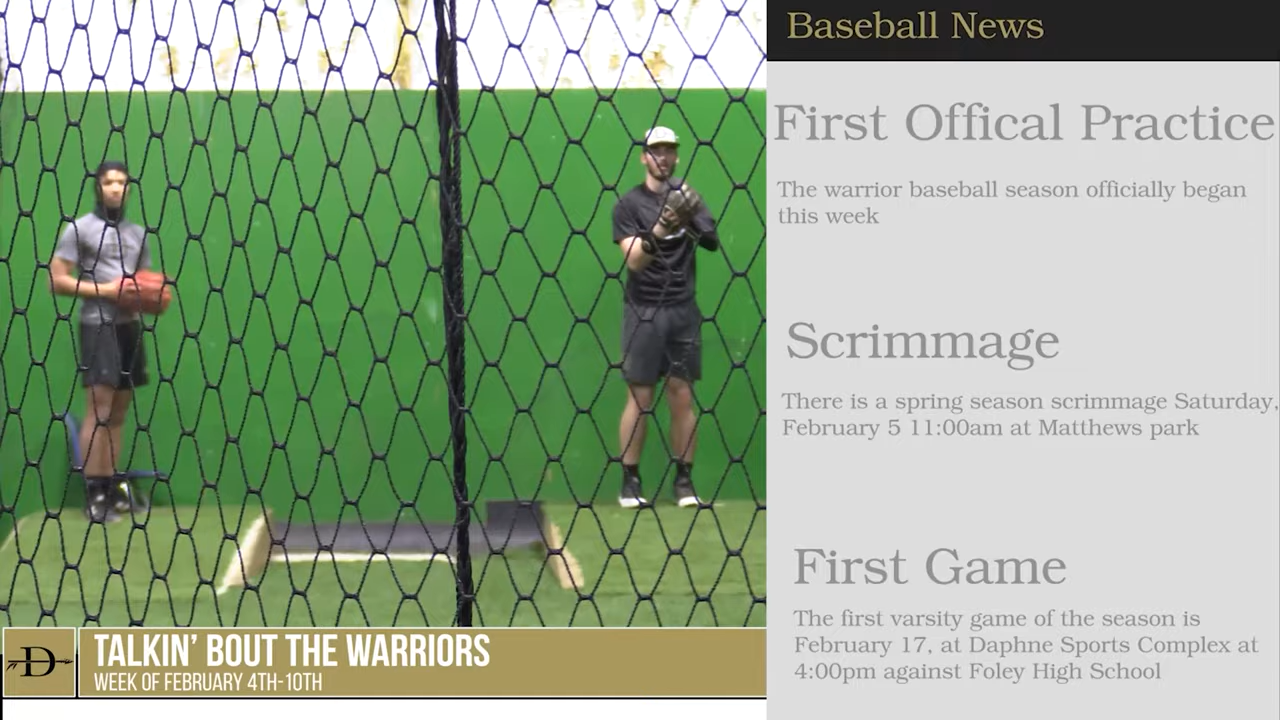 Baseball News
First Offical Practice
The warrior baseball season officially began
this week
Scrimmage
There is a spring season scrimmage Saturday,
February 5 11:00am at Matthews park
First Game
The first varsity game of the season is
February 17, at Daphne Sports Complex at
4:00pm against Foley High School
D
TALKIN' BOUT THE WARRIORS
WEEK OF FEBRUARY 4TH-10TH